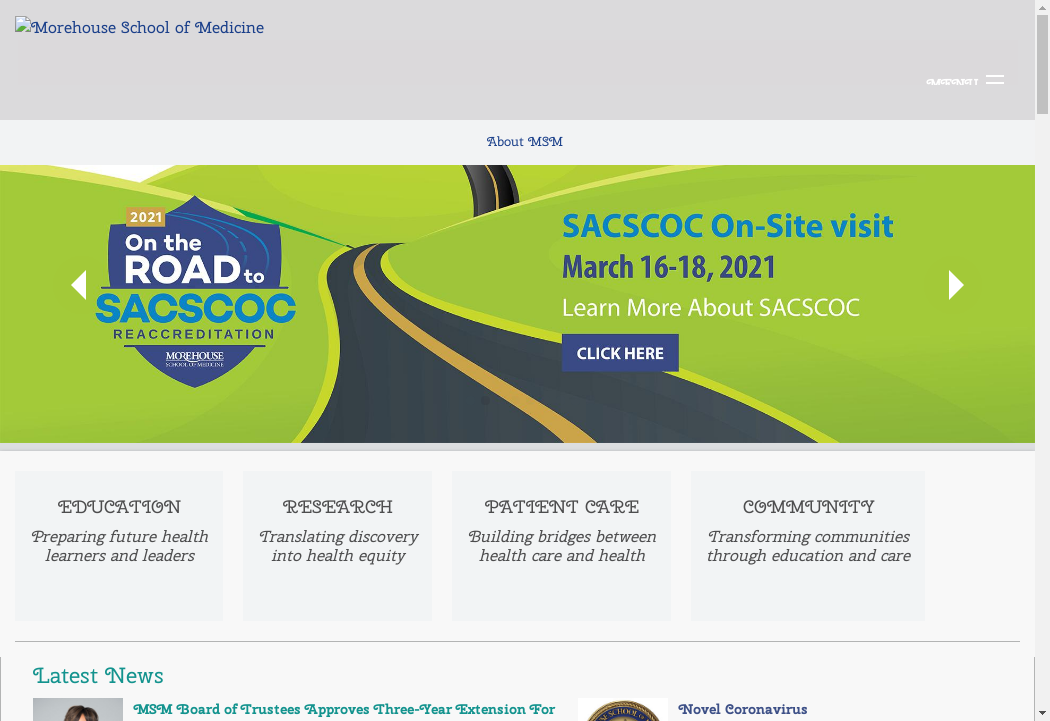 Morehouse School of Medicine
About MSM
2021
On the
ROAD to
SACSCOC
REACCREDITATION
MOREHOUSE
SCHOOL OF MEDICINE
SACSCOC On-Site visit
March 16-18, 2021
Learn More About SACSCOC
CLICK HERE
EDUCATION
Preparing future health
learners and leaders
RESEARCH
Translating discovery
into health equity
PATIENT CARE
Building bridges between
health care and health
COMMUNITY
Transforming communities
through education and care
Latest News
MSM Board of Trustees Approves Three-Year Extension For
Novel Coronavirus